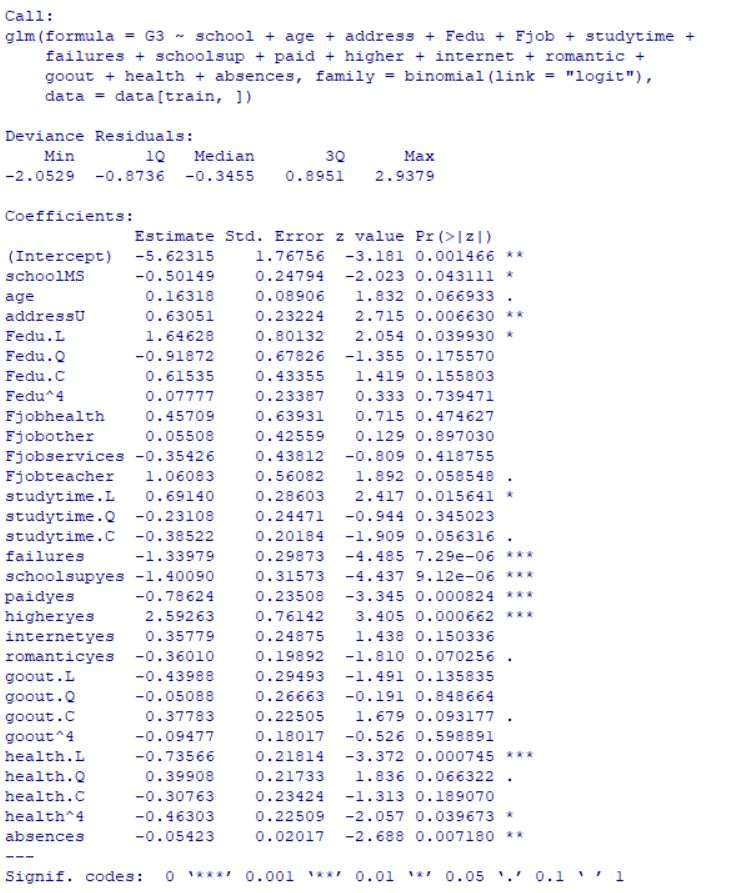 Call:
glm(formula = G3 ~ school + age + address + Fedu + Fjob + studytime +
    failures + schoolsup + paid + higher + internet + romantic +
    goout + health + absences, family = binomial(link = "logit"),
    data = data[train, ])

Deviance Residuals:
    Min       1Q   Median       3Q      Max
-2.0529  -0.8736  -0.3455   0.8951   2.9379

Coefficients:
             Estimate Std. Error z value Pr(>|z|)
(Intercept)  -5.62315    1.76756  -3.181 0.001466 **
schoolMS     -0.50149    0.24794  -2.023 0.043111 *
age           0.16318    0.08906   1.832 0.066933 .
addressU      0.63051    0.23224   2.715 0.006630 **
Fedu.L        1.64628    0.80132   2.054 0.039930 *
Fedu.Q       -0.91872    0.67826  -1.355 0.175570
Fedu.C        0.61535    0.43355   1.419 0.155803
Fedu^4        0.07777    0.23387   0.333 0.739471
Fjobhealth    0.45709    0.63931   0.715 0.474627
Fjobother     0.05508    0.42559   0.129 0.897030
Fjobservices -0.35426    0.43812  -0.809 0.418755
Fjobteacher   1.06083    0.56082   1.892 0.058548 .
studytime.L   0.69140    0.28603   2.417 0.015641 *
studytime.Q  -0.23108    0.24471  -0.944 0.345023
studytime.C  -0.38522    0.20184  -1.909 0.056316 .
failures     -1.33979    0.29873  -4.485 7.29e-06 ***
schoolsupyes -1.40090    0.31573  -4.437 9.12e-06 ***
paidyes      -0.78624    0.23508  -3.345 0.000824 ***
higheryes     2.59263    0.76142   3.405 0.000662 ***
internetyes   0.35779    0.24875   1.438 0.150336
romanticyes  -0.36010    0.19892  -1.810 0.070256 .
goout.L      -0.43988    0.29493  -1.491 0.135835
goout.Q      -0.05088    0.26663  -0.191 0.848664
goout.C       0.37783    0.22505   1.679 0.093177 .
goout^4      -0.09477    0.18017  -0.526 0.598891
health.L     -0.73566    0.21814  -3.372 0.000745 ***
health.Q      0.39908    0.21733   1.836 0.066322 .
health.C     -0.30763    0.23424  -1.313 0.189070
health^4     -0.46303    0.22509  -2.057 0.039673 *
absences     -0.05423    0.02017  -2.688 0.007180 **
---
Signif. codes:  0 ‘***’ 0.001 ‘**’ 0.01 ‘*’ 0.05 ‘.’ 0.1 ‘ ’ 1